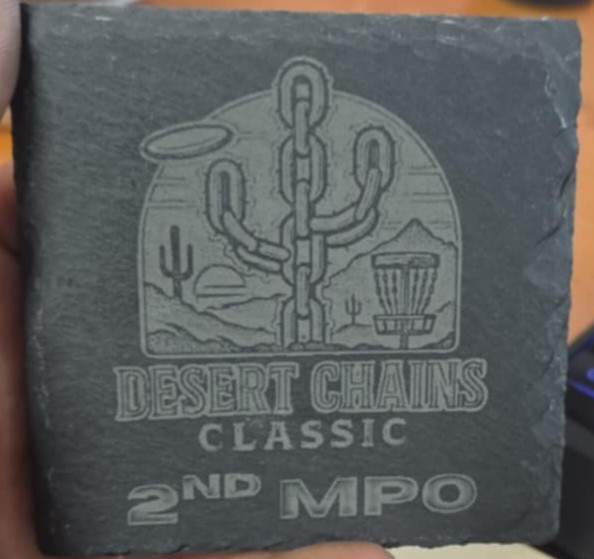 DESERT CHAINS
CLASSIC
2ND MPO